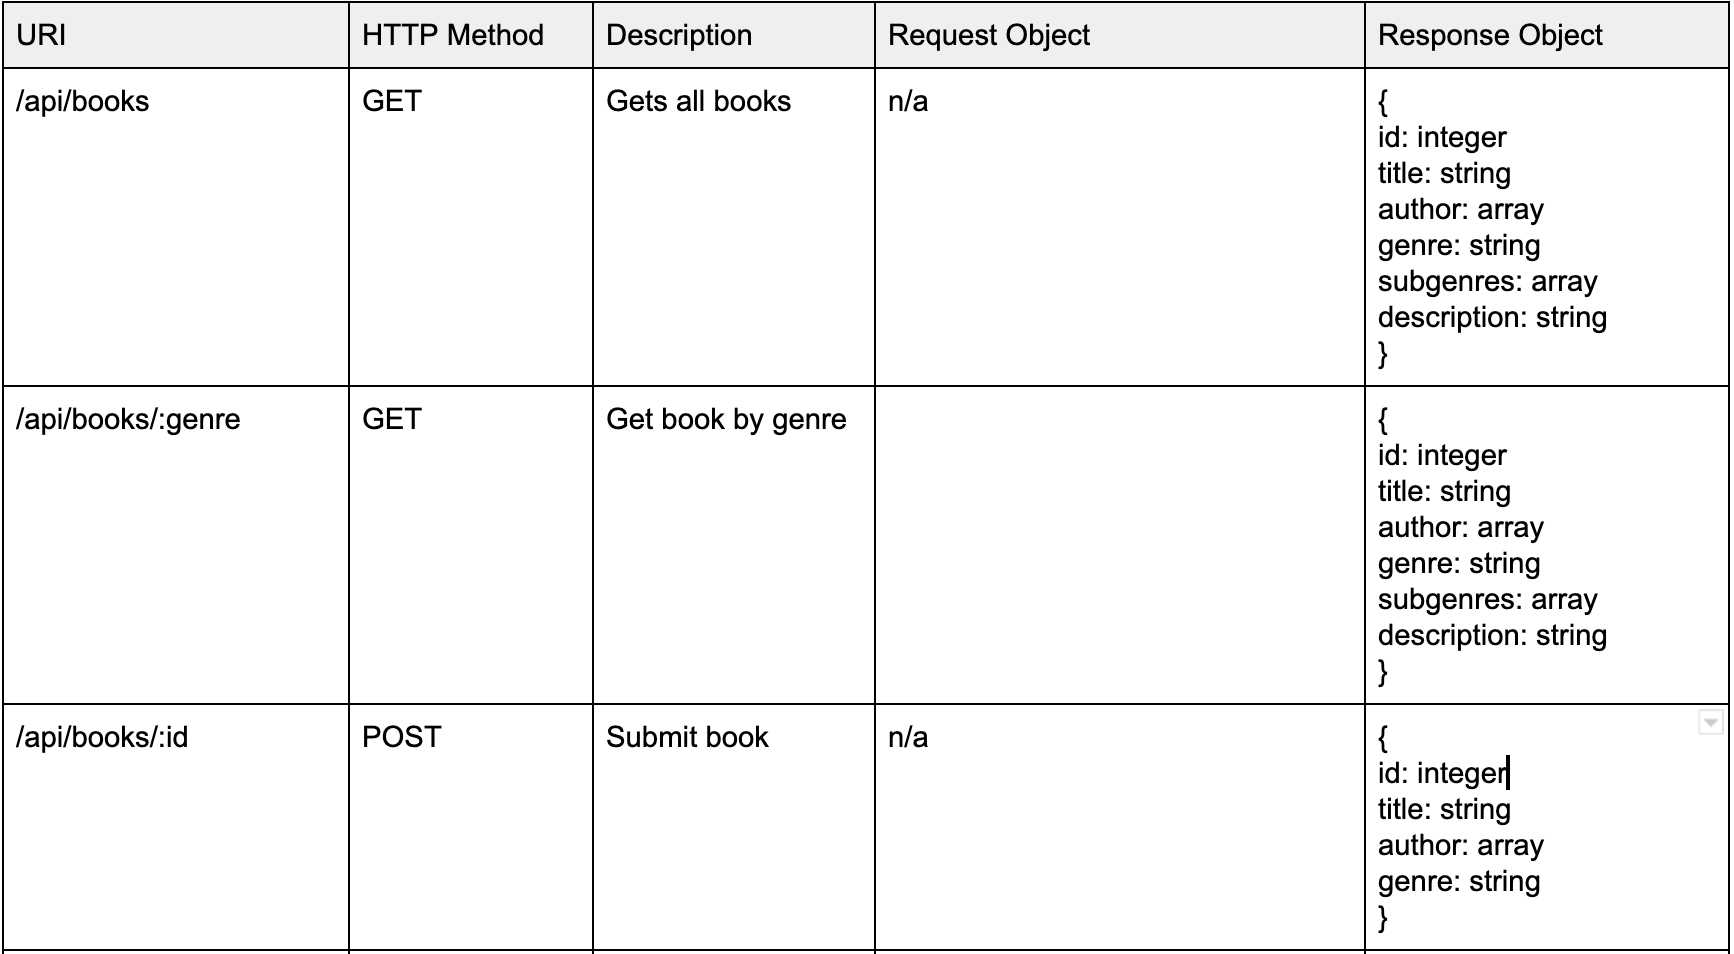 URI HTTP Method Description Request Object Response Object
/api/books GET Gets all books n/a {
id: integer
title: string
author: array
genre: string
subgenres: array
description: string
}
/api/books/:genre GET Get book by genre {
id: integer
title: string
author: array
genre: string
subgenres: array
description: string
}
/api/books/:id POST Submit book n/a {
id: integer
title: string
author: array
genre: string
}